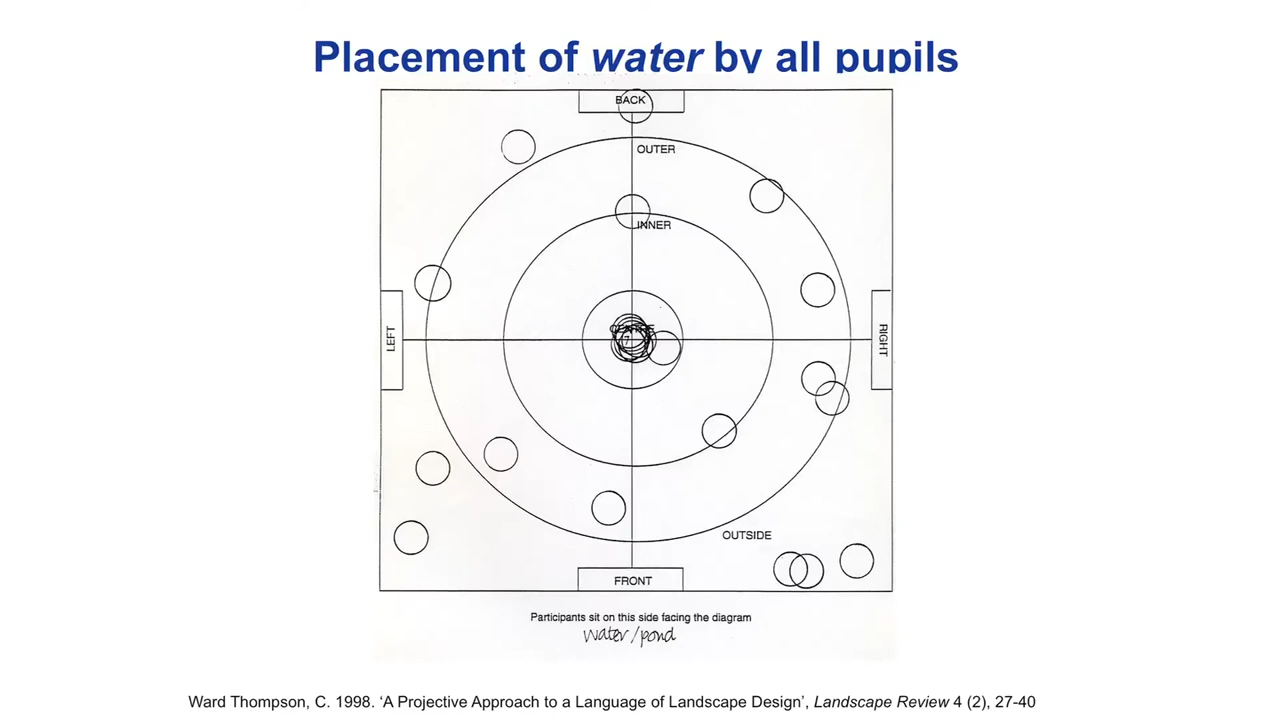 Placement of water by all pupils
BACK
OUTER
INNER
CENTRE
7
LEFT
RIGHT
OUTSIDE
FRONT
Participants sit on this side facing the diagram
water/pond
Ward Thompson, C. 1998. ‘A Projective Approach to a Language of Landscape Design’, Landscape Review 4 (2), 27-40